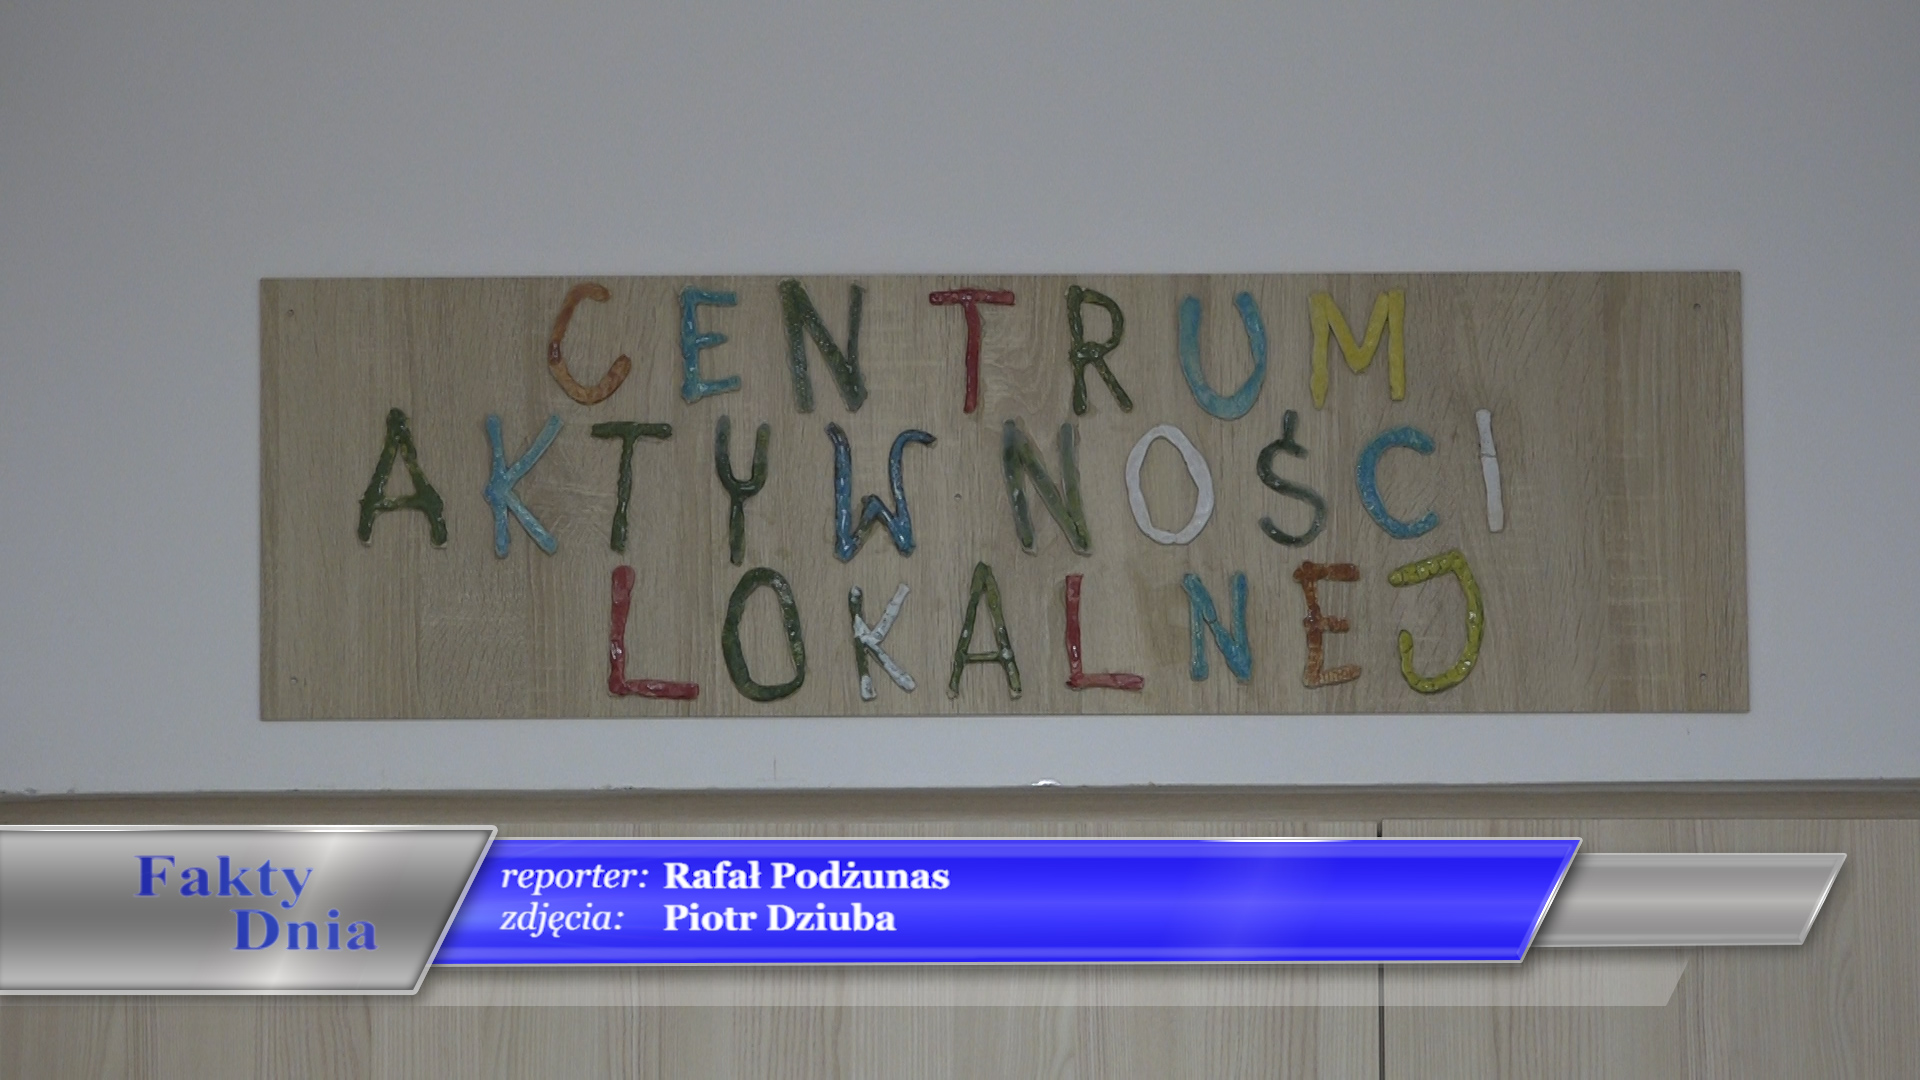 CENTRUM
AKTYWNOŚCI
LOKALNEJ
Fakty
Dnia
reporter: Rafał Podżunas
zdjęcia: Piotr Dziuba